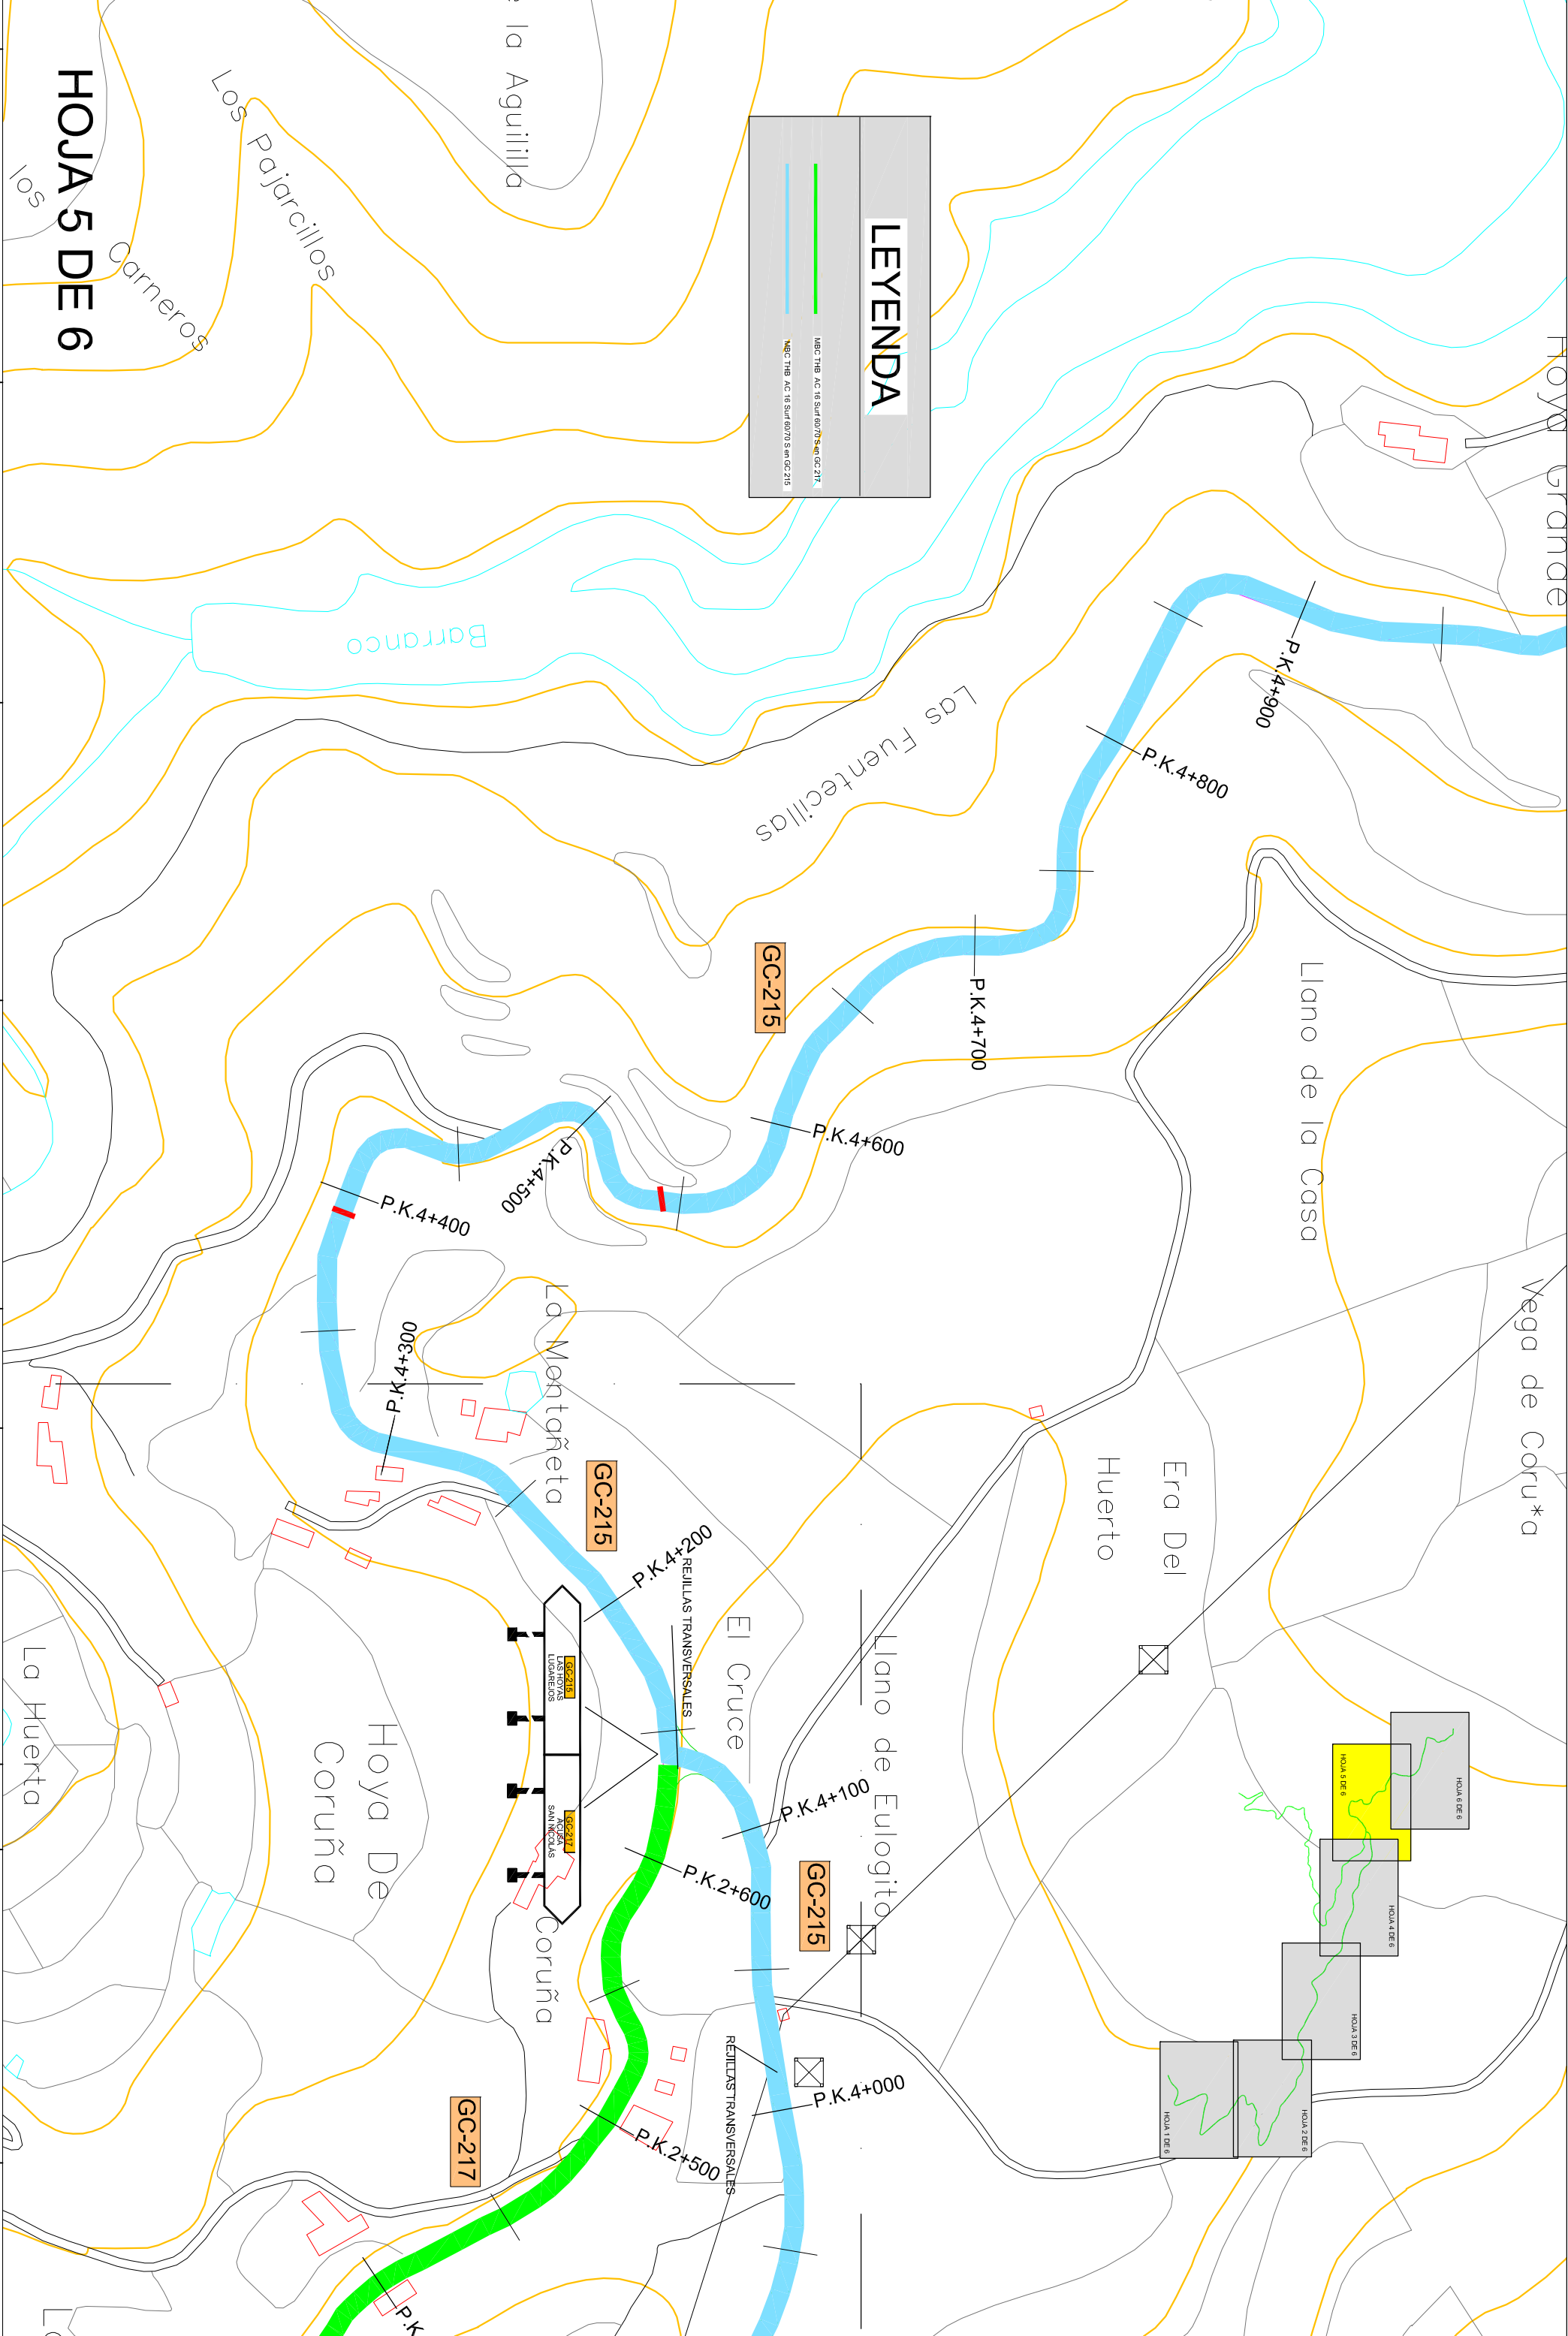 HOJA 5 DE 6
LEYENDA
MBC THB AC 16 Surf 60/70 S en GC 217
MBC THB AC 16 Surf 60/70 S en GC 215
la Aguililla
Los Pajarcillos
los
Carneros
Barranco
Hoya Grande
Las Fuentecillas
P.K.4+900
P.K.4+800
P.K.4+700
GC-215
P.K.4+600
P.K.4+500
P.K.4+400
P.K.4+300
Llano de la Casa
Vega de Coru*a
Era Del
Huerto
La Montañeta
GC-215
P.K.4+200
REJILLAS TRANSVERSALES
El Cruce
Llano de Eulogito
GC-215
LAS HOYAS
LUGAREJOS
GC-217
ACUSA
SAN NICOLÁS
P.K.4+100
P.K.2+600
GC-215
Hoya De
Coruña
Coruña
La Huerta
REJILLAS TRANSVERSALES
P.K.4+000
P.K.2+500
GC-217
P.K
HOJA 6 DE 6
HOJA 5 DE 6
HOJA 4 DE 6
HOJA 3 DE 6
HOJA 2 DE 6
HOJA 1 DE 6